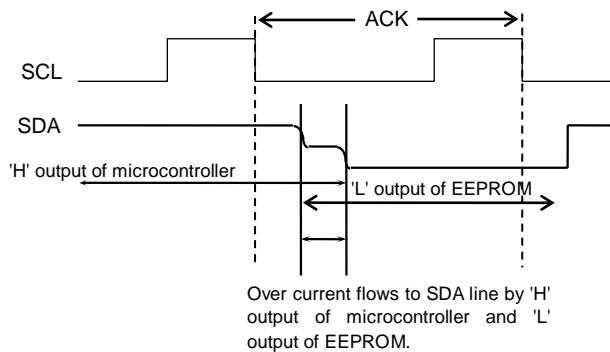 ACK
SCL
SDA
'H' output of microcontroller
'L' output of EEPROM
Over current flows to SDA line by 'H'
output of microcontroller and 'L'
output of EEPROM.